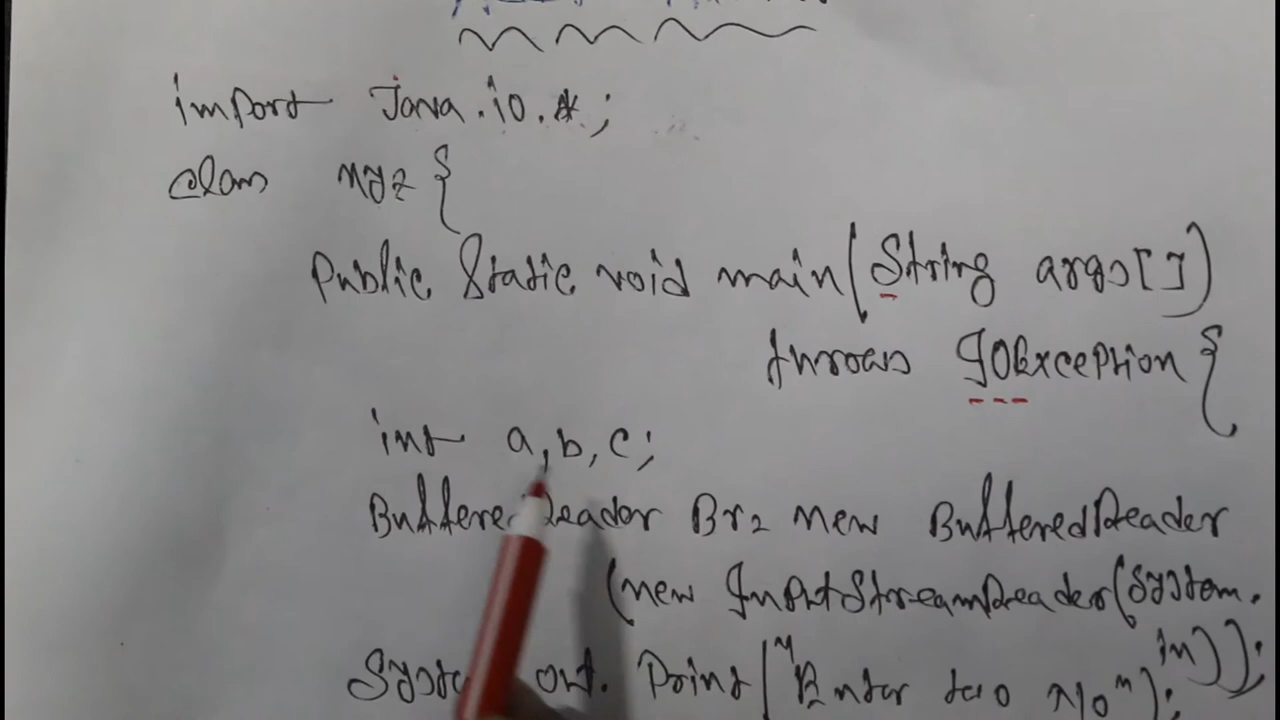 import Java.io.*;
class xyz {
Public Static void main(String args[])
throws IOException {
int a,b,c;
BufferedReader Br = new BufferedReader
(new InputStreamReader(System.
in));
System.out.Print("Enter two No");